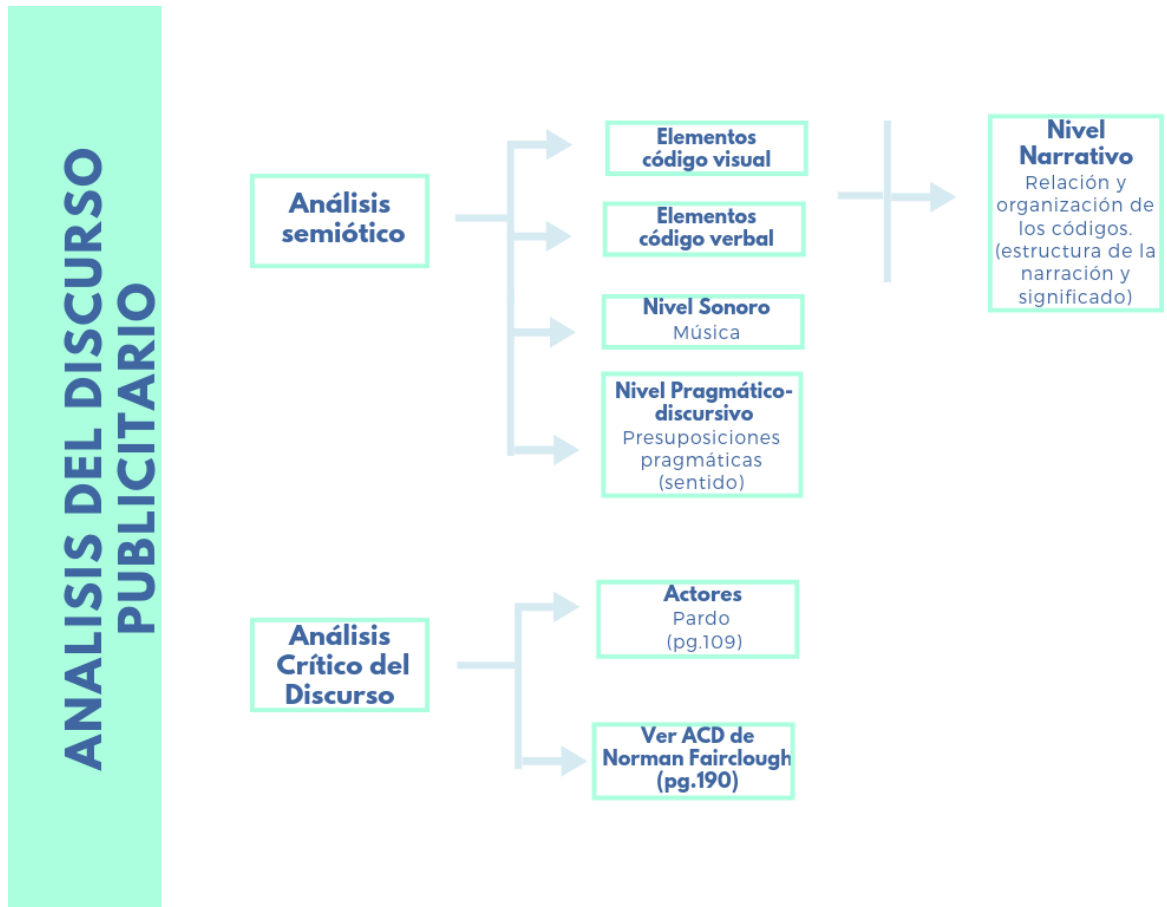 ANALISIS DEL DISCURSO
PUBLICITARIO
Análisis
semiótico
Elementos
código visual
Elementos
código verbal
Nivel Sonoro
Música
Nivel Pragmático-
discursivo
Presuposiciones
pragmáticas
(sentido)
Nivel
Narrativo
Relación y
organización de
los códigos.
(estructura de la
narración y
significado)
Análisis
Crítico del
Discurso
Actores
Pardo
(pg.109)
Ver ACD de
Norman Fairclough
(pg.190)